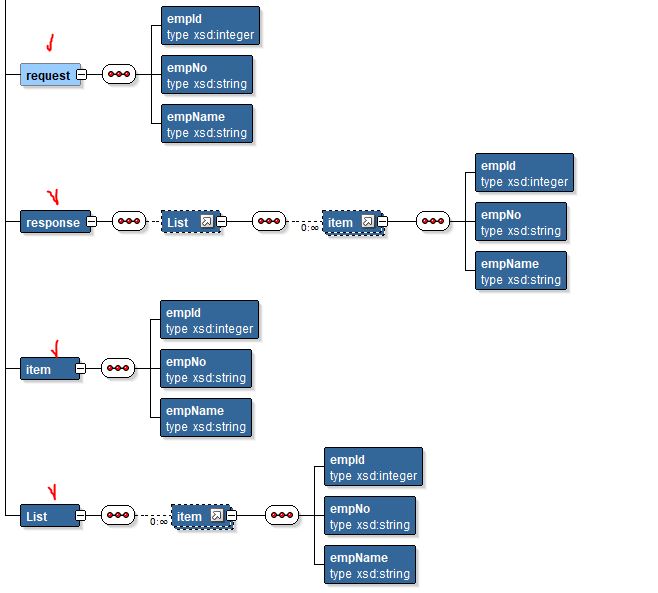 empId
type xsd:integer
request
empNo
type xsd:string
empName
type xsd:string
empId
type xsd:integer
response
List
0:∞
item
empNo
type xsd:string
empName
type xsd:string
empId
type xsd:integer
item
empNo
type xsd:string
empName
type xsd:string
empId
type xsd:integer
List
0:∞
item
empNo
type xsd:string
empName
type xsd:string